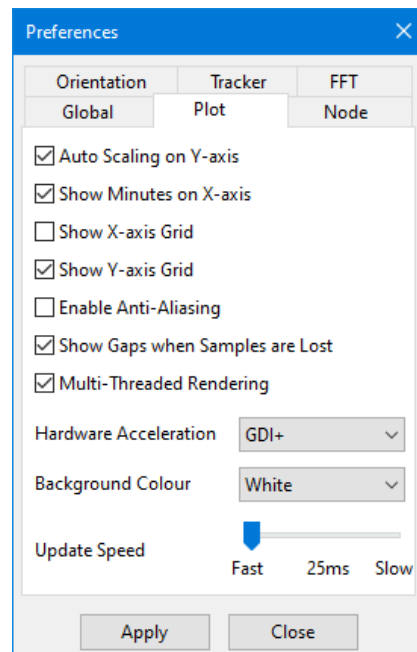 Preferences
Orientation Tracker FFT
Global Plot Node
Auto Scaling on Y-axis
Show Minutes on X-axis
Show X-axis Grid
Show Y-axis Grid
Enable Anti-Aliasing
Show Gaps when Samples are Lost
Multi-Threaded Rendering
Hardware Acceleration GDI+
Background Colour White
Update Speed
Fast 25ms Slow
Apply Close